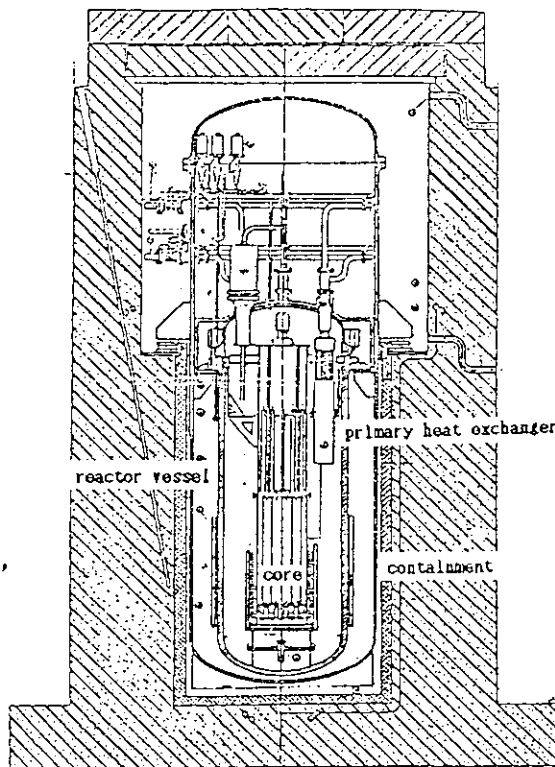 primary heat exchanger
reactor vessel
core
containment